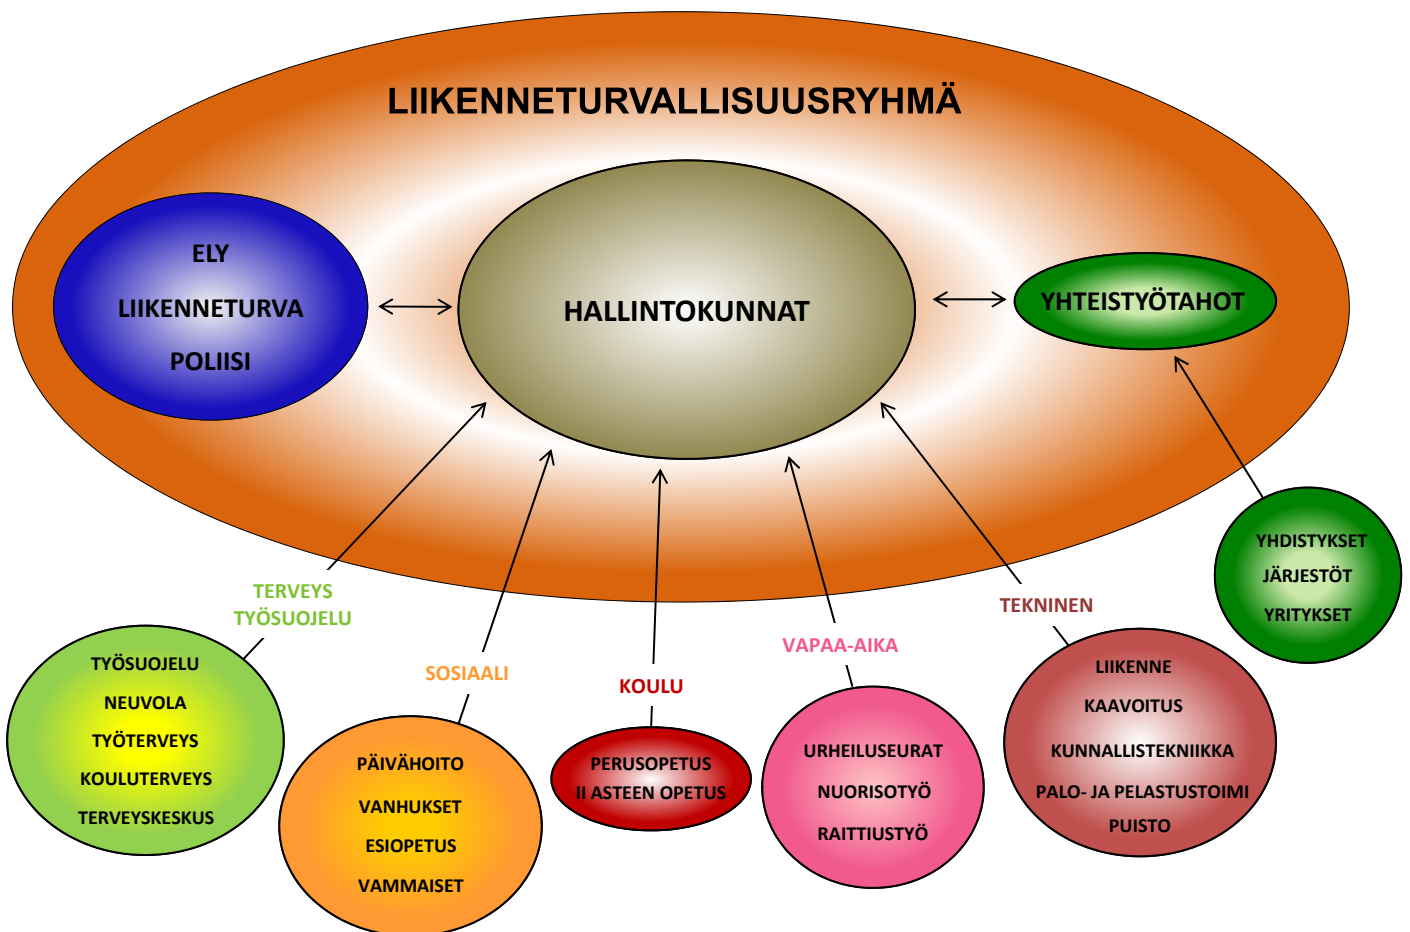 LIIKENNETURVALLISUUSRYHMÄ
ELY
LIIKENNETURVA
POLIISI
HALLINTOKUNNAT
YHTEISTYÖTAHOT
YHDISTYKSET
JÄRJESTÖT
YRITYKSET
TERVEYS
TYÖSUOJELU
TYÖSUOJELU
NEUVOLA
TYÖTERVEYS
KOULUTERVEYS
TERVEYSKESKUS
SOSIAALI
PÄIVÄHOITO
VANHUKSET
ESIOPETUS
VAMMAISET
KOULU
PERUSOPETUS
II ASTEEN OPETUS
VAPAA-AIKA
URHEILUSEURAT
NUORISOTYÖ
RAITTIUSTYÖ
TEKNINEN
LIIKENNE
KAAVOITUS
KUNNALLISTEKNIIKKA
PALO- JA PELASTUSTOIMI
PUISTO